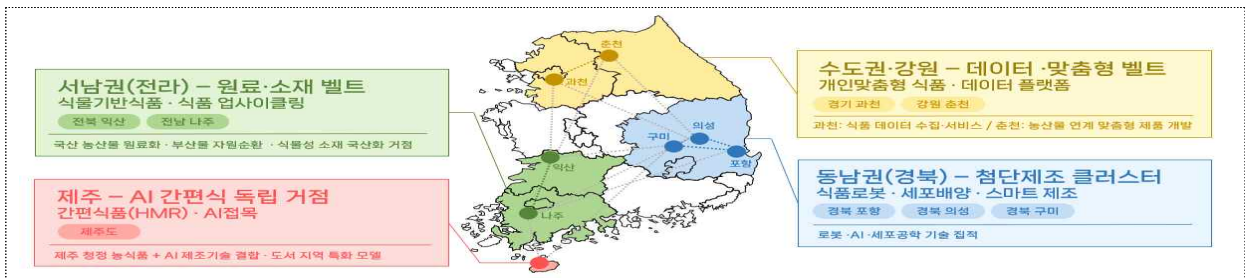 서남권(전라) – 원료·소재 벨트
식물기반식품 · 식품 업사이클링
전북 익산 전남 나주
국산 농산물 원료화 · 부산물 자원순환 · 식물성 소재 국산화 거점
제주 – AI 간편식 독립 거점
간편식품(HMR) · AI접목
제주도
제주 청정 농식품 + AI 제조기술 결합 · 도서 지역 특화 모델
춘천
과천
의성
구미
포항
익산
나주
수도권·강원 – 데이터 ·맞춤형 벨트
개인맞춤형 식품 · 데이터 플랫폼
경기 과천 강원 춘천
과천: 식품 데이터 수집·서비스 / 춘천: 농산물 연계 맞춤형 제품 개발
동남권(경북) – 첨단제조 클러스터
식품로봇 · 세포배양 · 스마트 제조
경북 포항 경북 의성 경북 구미
로봇 ·AI ·세포공학 기술 집적